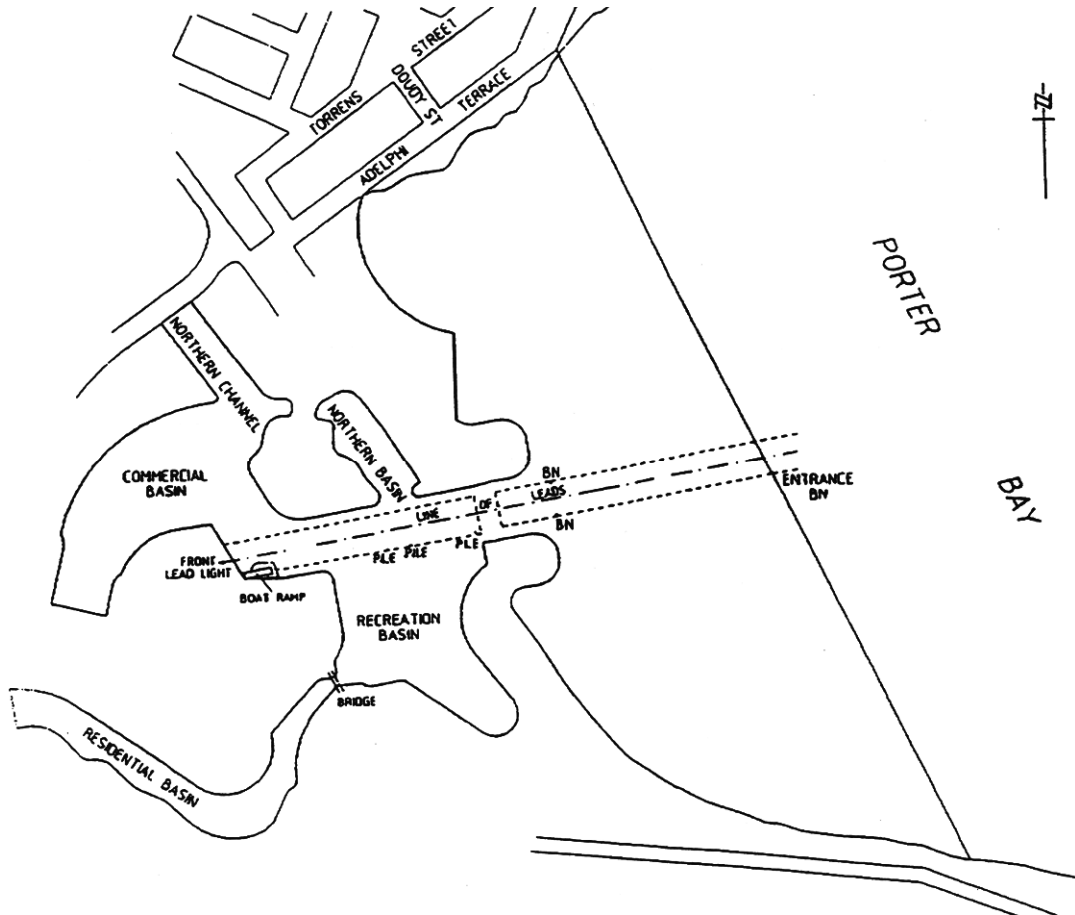 STREET
DOUDY ST
TORRENS
TERRACE
ADELPHI
N
PORTER
BAY
NORTHERN CHANNEL
NORTHERN BASIN
COMMERCIAL
BASIN
BN
LEADS
OF
LINE
ENTRANCE
BN
BN
PILE
PILE
PILE
FRONT
LEAD LIGHT
BOAT RAMP
RECREATION
BASIN
BRIDGE
RESIDENTIAL BASIN